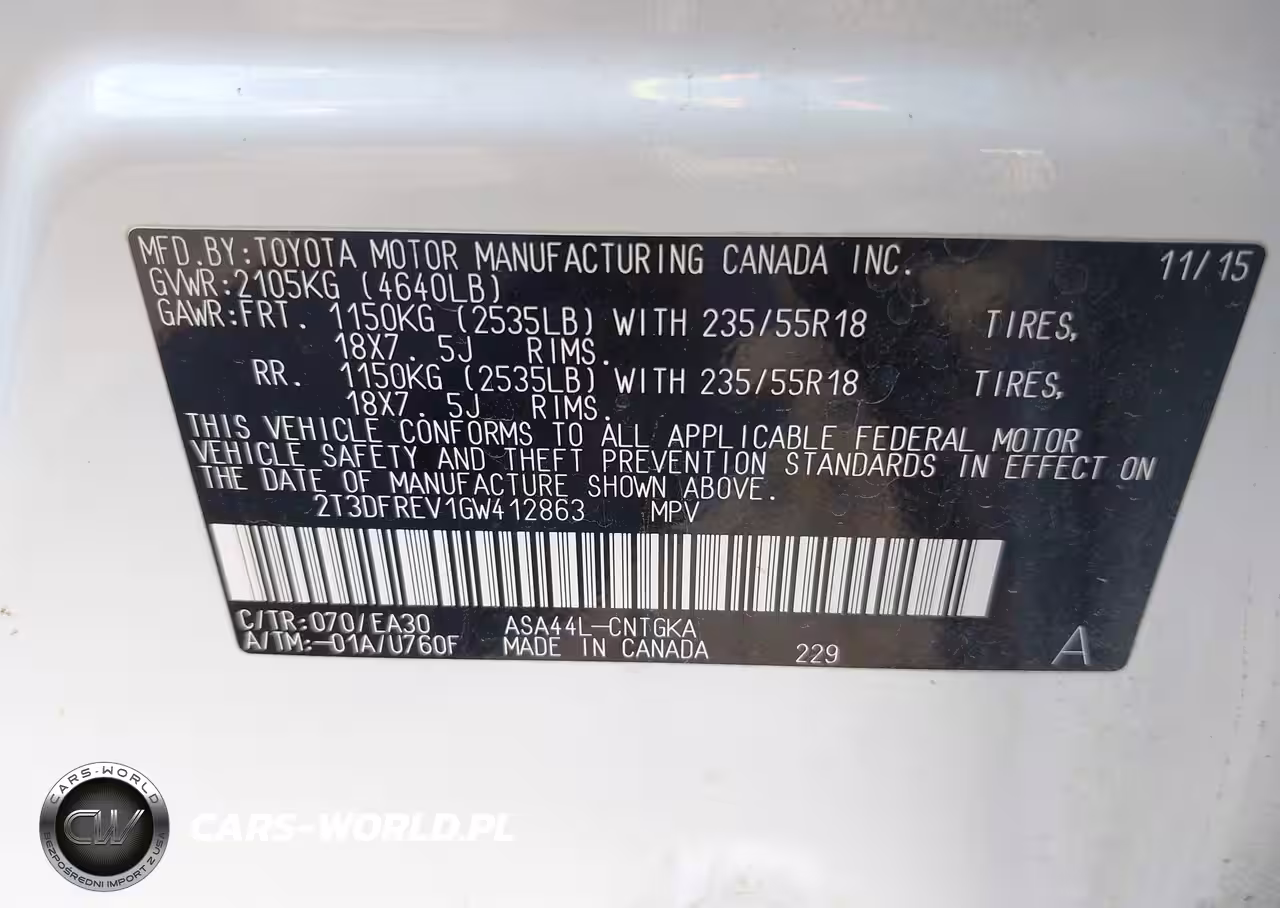 MFD.BY:TOYOTA MOTOR MANUFACTURING CANADA INC. 11/15
GVWR:2105KG (4640LB)
GAWR:FRT. 1150KG (2535LB) WITH 235/55R18 TIRES,
18X7. 5J RIMS.
RR. 1150KG (2535LB) WITH 235/55R18 TIRES,
18X7. 5J RIMS.
THIS VEHICLE CONFORMS TO ALL APPLICABLE FEDERAL MOTOR
VEHICLE SAFETY AND THEFT PREVENTION STANDARDS IN EFFECT ON
THE DATE OF MANUFACTURE SHOWN ABOVE.
2T3DFREV1GW412863 MPV
C/TR:070/EA30 ASA44L-CNTGKA
A/TM:-01A/U760F MADE IN CANADA 229 A
CARS-WORLD
CW
BEZPOŚREDNI IMPORT Z USA
CARS-WORLD.PL